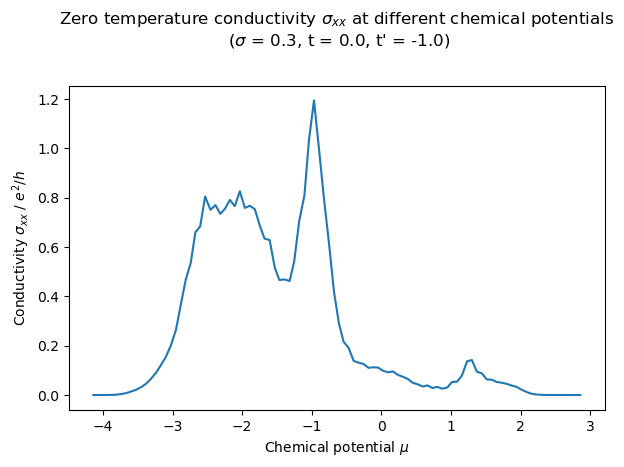 Zero temperature conductivity σxx at different chemical potentials
(σ = 0.3, t = 0.0, t' = -1.0)
1.2
1.0
0.8
0.6
0.4
0.2
0.0
Conductivity σxx / e²/h
−4 −3 −2 −1 0 1 2 3
Chemical potential μ